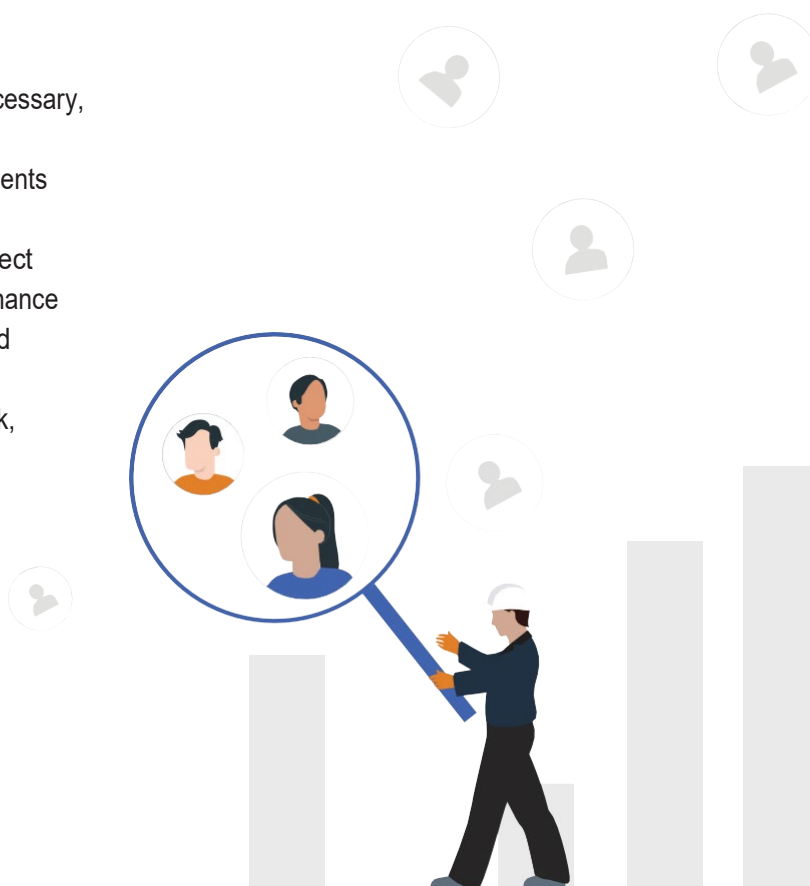 cessary,
ents
ect
nance
d
k,